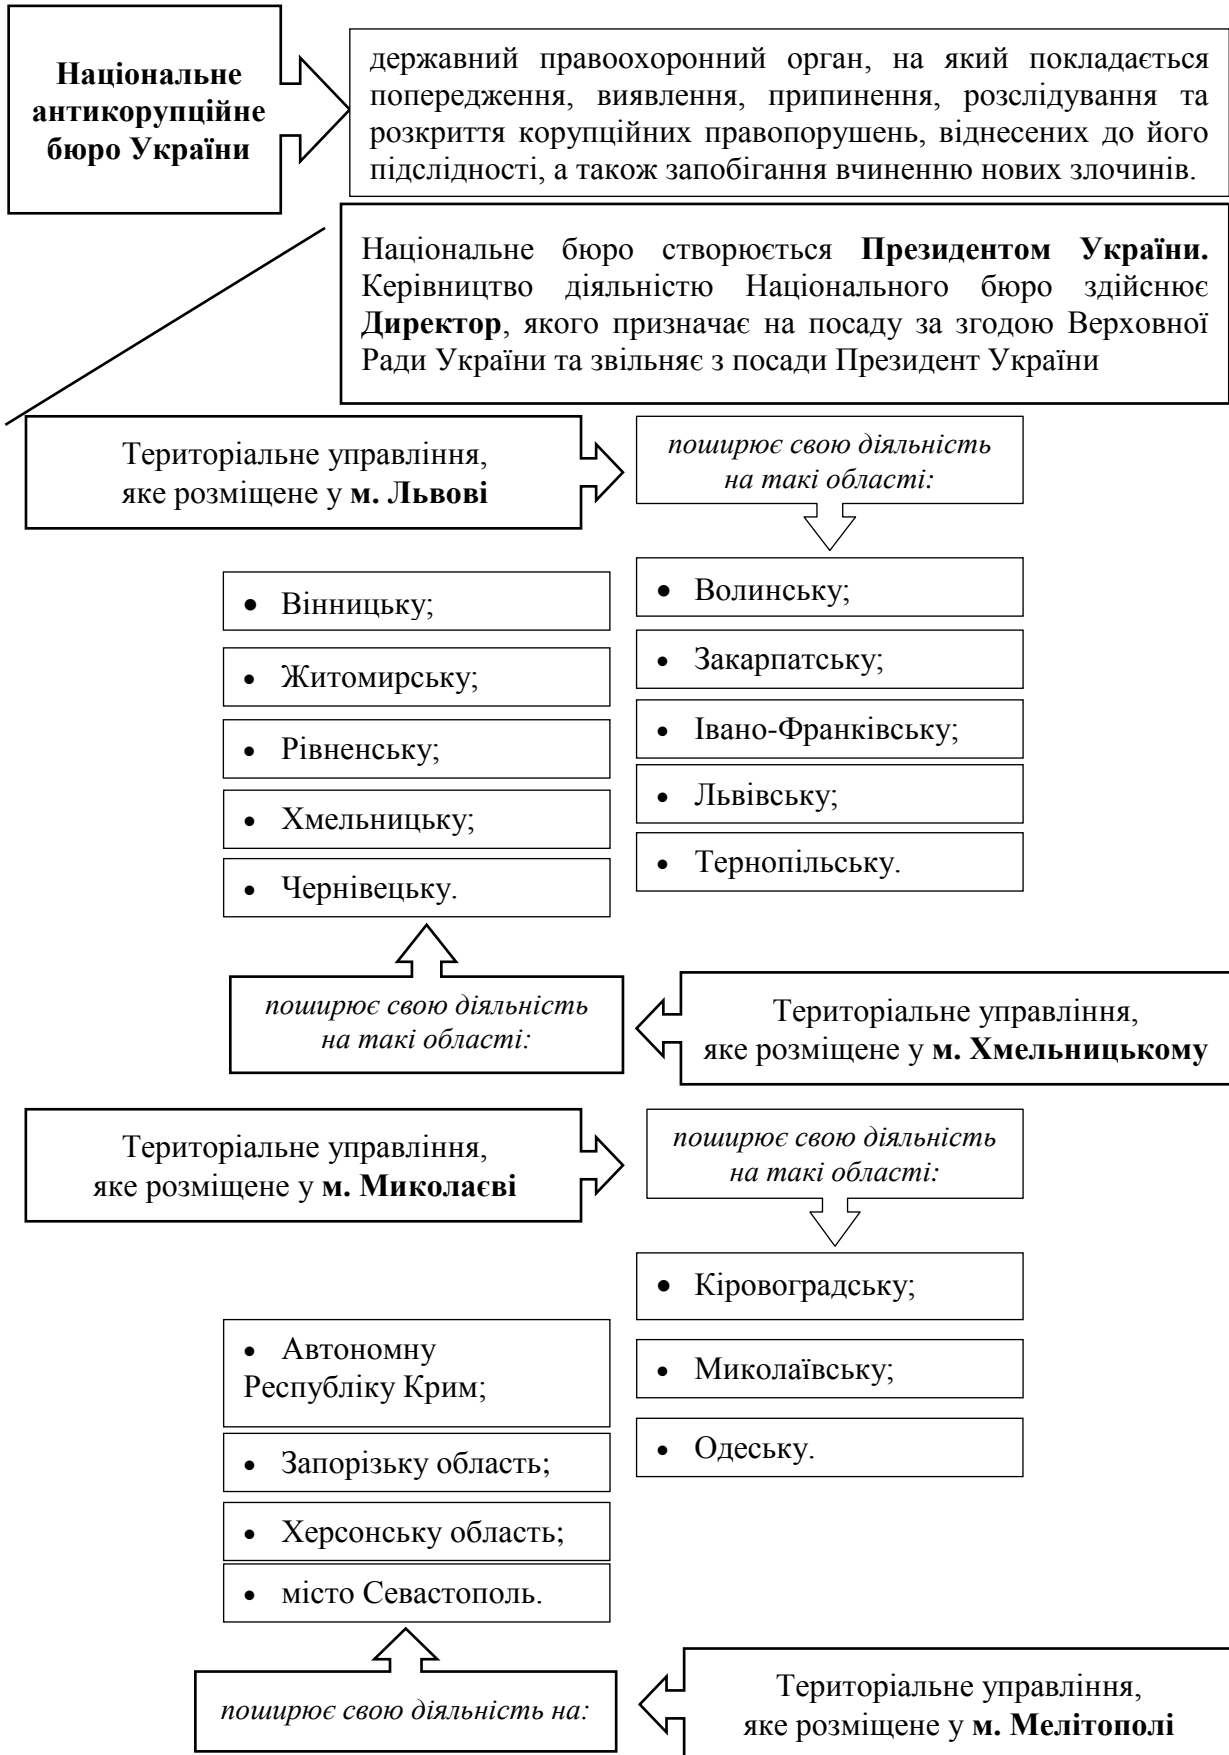 Національне
антикорупційне
бюро України
державний правоохоронний орган, на який покладається
попередження, виявлення, припинення, розслідування та
розкриття корупційних правопорушень, віднесених до його
підслідності, а також запобігання вчиненню нових злочинів.
Національне бюро створюється Президентом України.
Керівництво діяльністю Національного бюро здійснює
Директор, якого призначає на посаду за згодою Верховної
Ради України та звільняє з посади Президент України
Територіальне управління,
яке розміщене у м. Львові
поширює свою діяльність
на такі області:
• Волинську;
• Закарпатську;
• Івано-Франківську;
• Львівську;
• Тернопільську.
• Вінницьку;
• Житомирську;
• Рівненську;
• Хмельницьку;
• Чернівецьку.
поширює свою діяльність
на такі області:
Територіальне управління,
яке розміщене у м. Хмельницькому
Територіальне управління,
яке розміщене у м. Миколаєві
поширює свою діяльність
на такі області:
• Кіровоградську;
• Миколаївську;
• Одеську.
• Автономну
Республіку Крим;
• Запорізьку область;
• Херсонську область;
• місто Севастополь.
поширює свою діяльність на:
Територіальне управління,
яке розміщене у м. Мелітополі